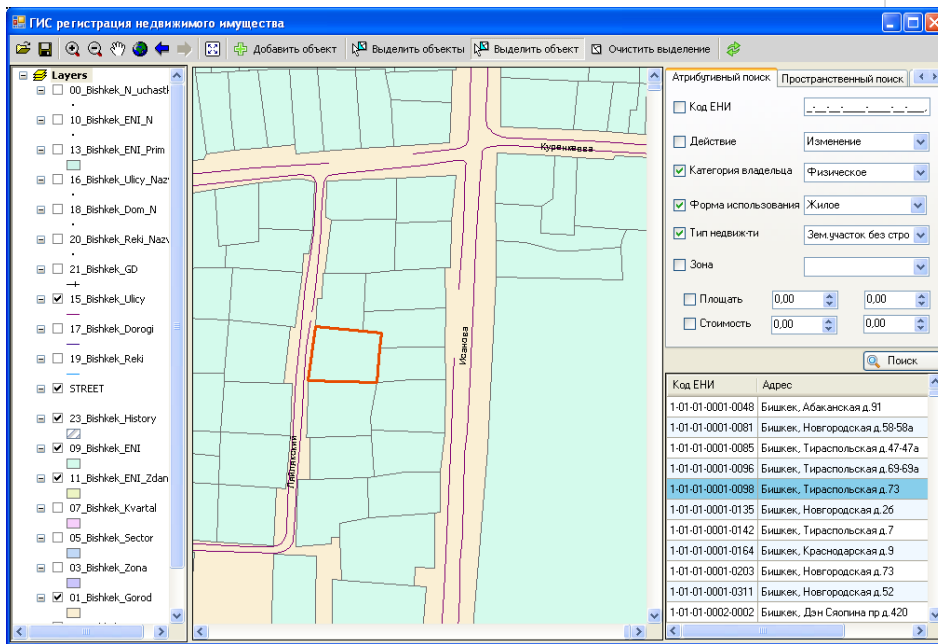 ГИС регистрация недвижимого имущества
Добавить объект Выделить объекты Выделить объект Очистить выделение
Layers
00_Bishkek_N_uchastk
10_Bishkek_ENI_N
13_Bishkek_ENI_Prim
16_Bishkek_Ulicy_Nazv
18_Bishkek_Dom_N
20_Bishkek_Reki_Nazv
21_Bishkek_GD
15_Bishkek_Ulicy
17_Bishkek_Dorogi
19_Bishkek_Reki
STREET
23_Bishkek_History
09_Bishkek_ENI
11_Bishkek_ENI_Zdan
07_Bishkek_Kvartal
05_Bishkek_Sector
03_Bishkek_Zona
01_Bishkek_Gorod
Куренкеева
Исанова
Атрибутивный поиск Пространственный поиск
Код ЕНИ
Действие Изменение
Категория владельца Физическое
Форма использования Жилое
Тип недвиж-ти Зем.участок без стро
Зона
Площать 0,00 0,00
Стоимость 0,00 0,00
Поиск
Код ЕНИ Адрес
1-01-01-0001-0048 Бишкек, Абаканская д.91
1-01-01-0001-0081 Бишкек, Новгородская д.58-58а
1-01-01-0001-0085 Бишкек, Тираспольская д.47-47а
1-01-01-0001-0096 Бишкек, Тираспольская д.69-69а
1-01-01-0001-0098 Бишкек, Тираспольская д.73
1-01-01-0001-0135 Бишкек, Новгородская д.26
1-01-01-0001-0142 Бишкек, Тираспольская д.7
1-01-01-0001-0164 Бишкек, Краснодарская д.9
1-01-01-0001-0203 Бишкек, Новгородская д.73
1-01-01-0001-0311 Бишкек, Новгородская д.52
1-01-01-0002-0002 Бишкек, Дэн Сяопина пр д.420